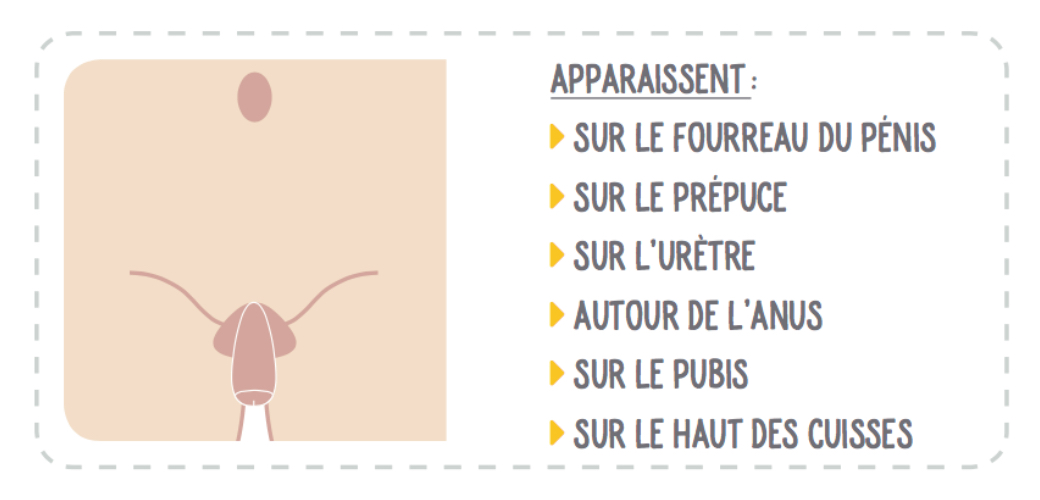 APPARAISSENT :
SUR LE FOURREAU DU PÉNIS
SUR LE PRÉPUCE
SUR L'URÈTRE
AUTOUR DE L'ANUS
SUR LE PUBIS
SUR LE HAUT DES CUISSES